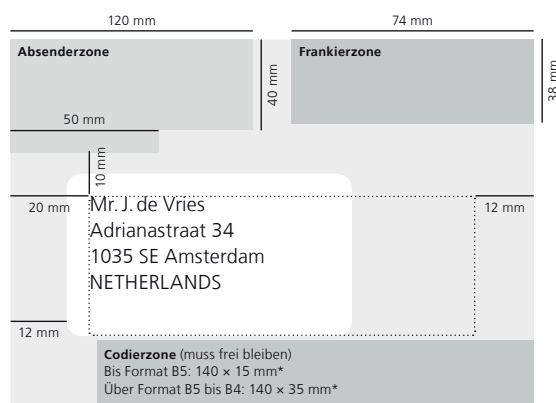 120 mm
74 mm
Absenderzone
Frankierzone
40 mm
38 mm
50 mm
10 mm
20 mm
12 mm
Mr. J. de Vries
Adrianastraat 34
1035 SE Amsterdam
NETHERLANDS
12 mm
Codierzone (muss frei bleiben)
Bis Format B5: 140 × 15 mm*
Über Format B5 bis B4: 140 × 35 mm*